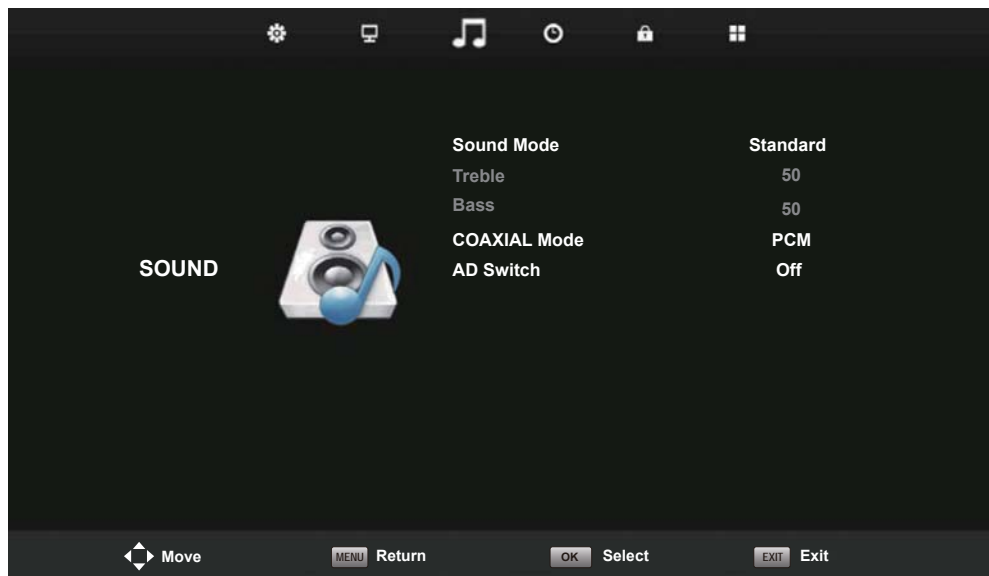 Sound Mode Standard
Treble 50
Bass 50
COAXIAL Mode PCM
SOUND
AD Switch Off
Move MENU Return OK Select EXIT Exit